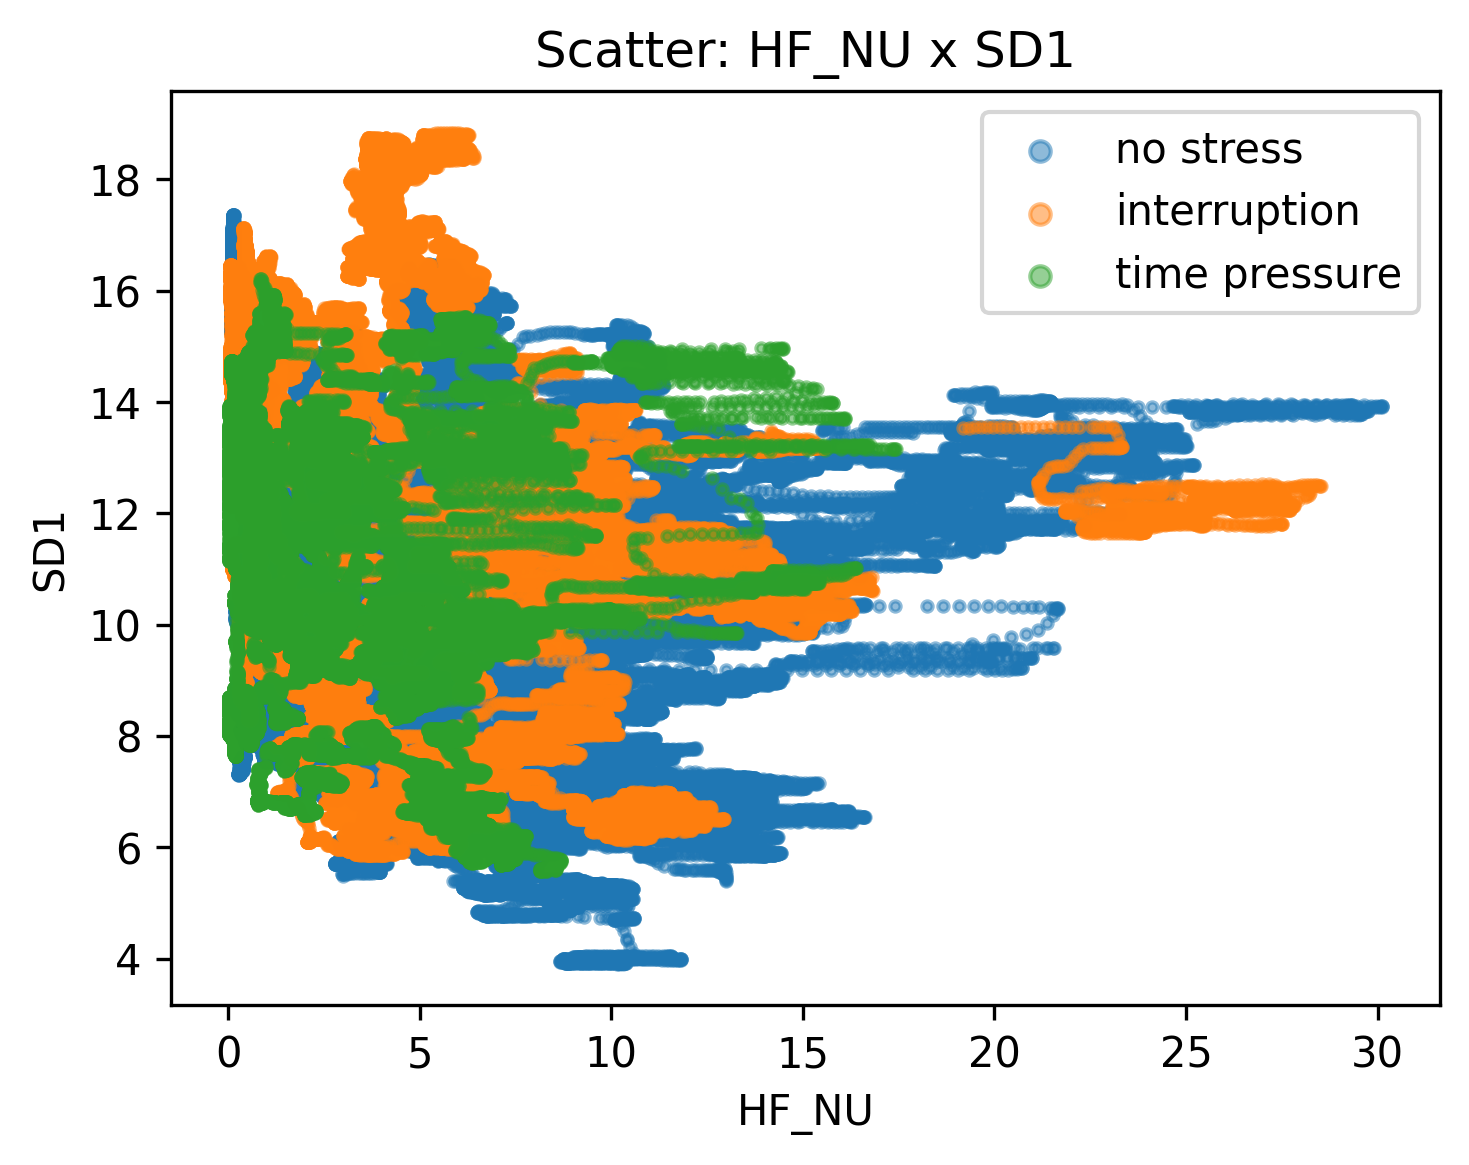 Scatter: HF_NU x SD1
no stress
interruption
time pressure
SD1
18
16
14
12
10
8
6
4
0 5 10 15 20 25 30
HF_NU